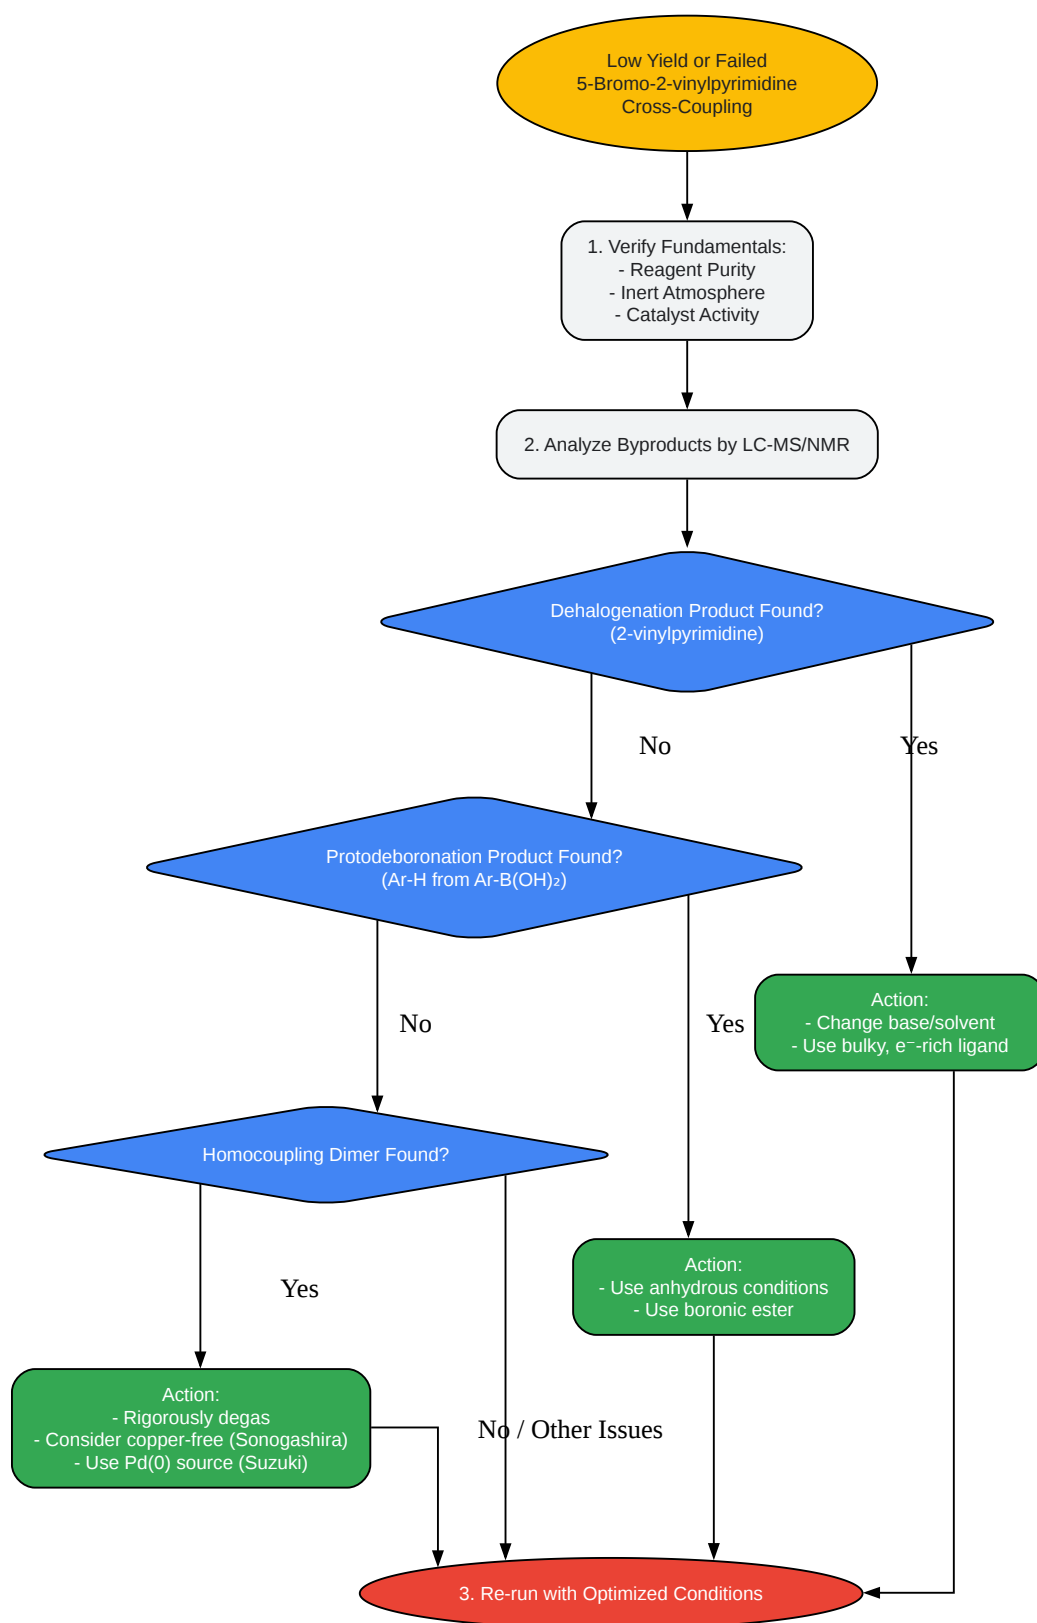 Low Yield or Failed
5-Bromo-2-vinylpyrimidine
Cross-Coupling
1. Verify Fundamentals:
- Reagent Purity
- Inert Atmosphere
- Catalyst Activity
2. Analyze Byproducts by LC-MS/NMR
Dehalogenation Product Found?
(2-vinylpyrimidine)
No
Yes
Protodeboronation Product Found?
(Ar-H from Ar-B(OH)₂)
No
Yes
Action:
- Change base/solvent
- Use bulky, e⁻-rich ligand
Homocoupling Dimer Found?
Yes
Action:
- Use anhydrous conditions
- Use boronic ester
Action:
- Rigorously degas
- Consider copper-free (Sonogashira)
- Use Pd(0) source (Suzuki)
No / Other Issues
3. Re-run with Optimized Conditions